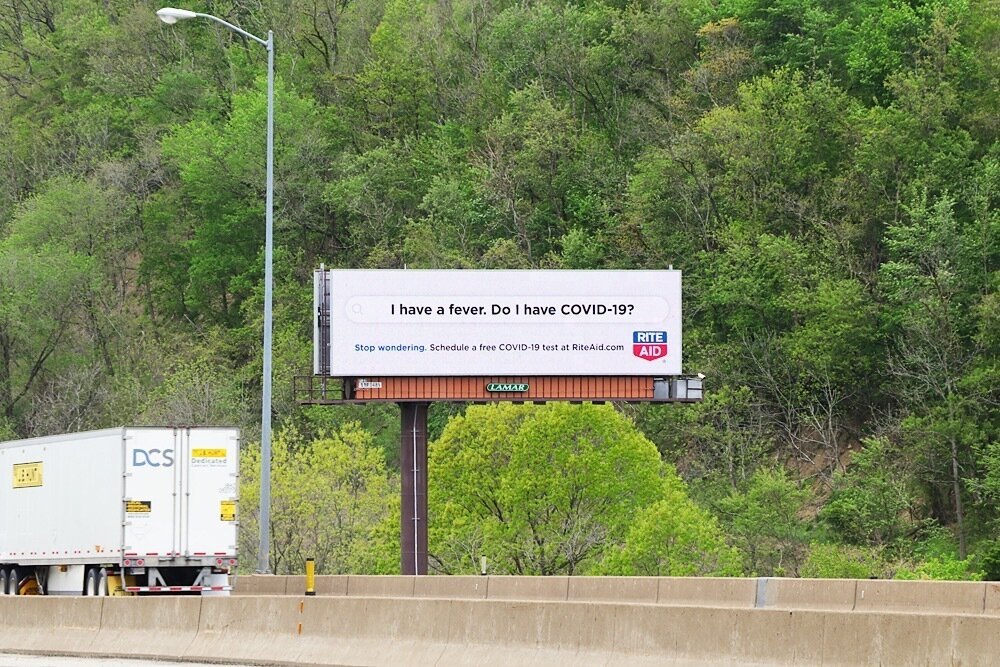 I have a fever. Do I have COVID-19?
Stop wondering. Schedule a free COVID-19 test at RiteAid.com
RITE
AID
LAMAR
DCS
Dedicated